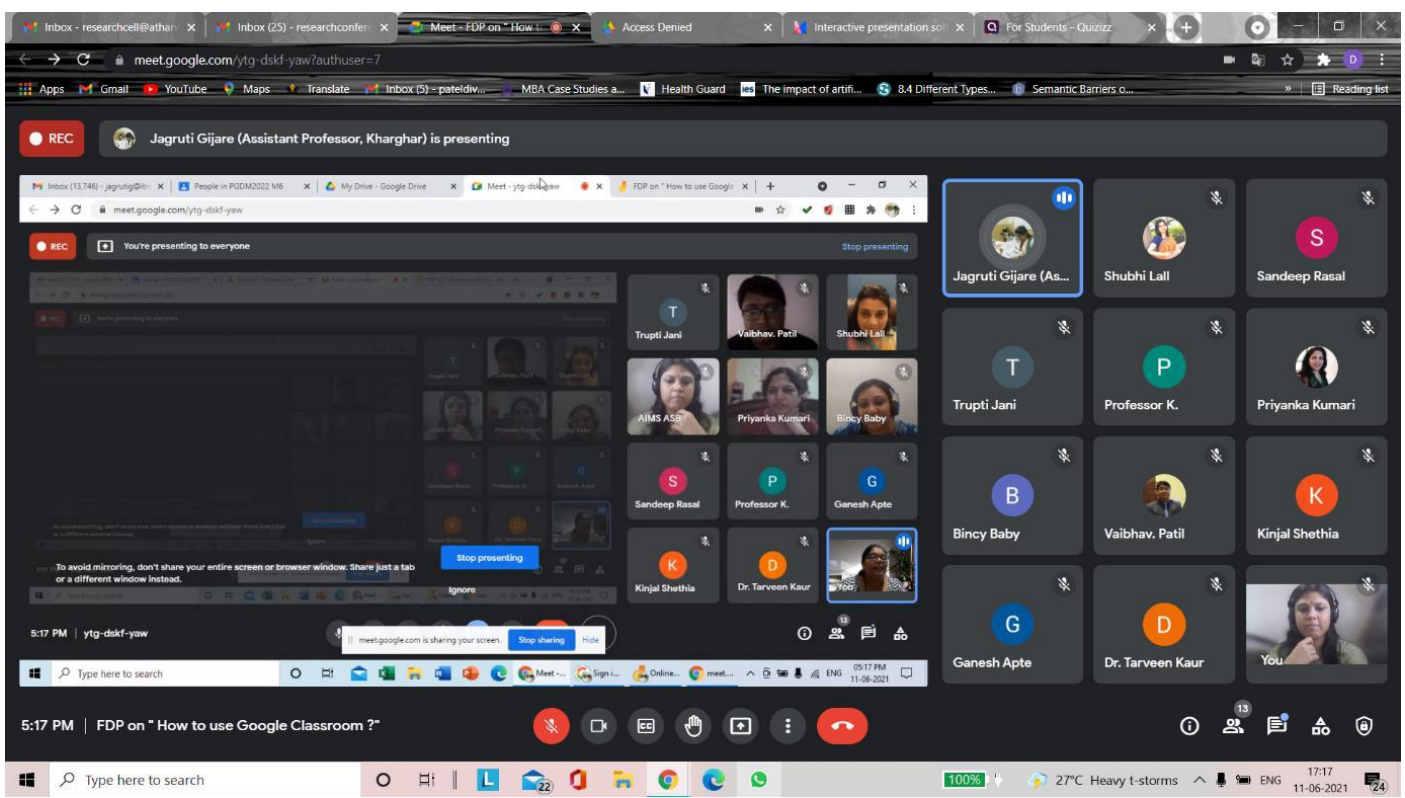 Inbox - researchcell@athar
Inbox (25) - researchconfere
Meet - FDP on " How t
Access Denied
Interactive presentation sof
For Students - Quizizz
meet.google.com/ytg-dskf-yaw?authuser=7
D
Apps
Gmail
YouTube
Maps
Translate
Inbox (5) - pateldiv...
MBA Case Studies a...
Health Guard
ies
The impact of artifi...
8.4 Different Types...
Semantic Barriers o...
Reading list
REC
Jagruti Gijare (Assistant Professor, Kharghar) is presenting
People in PGDM2022 M6
My Drive - Google Drive
Meet - ytg-dskf-yaw
FDP on " How to use Google
meet.google.com/ytg-dskf-yaw
REC
You're presenting to everyone
Stop presenting
T
Trupti Jani
Vaibhav. Patil
Shubhi Lall
AIMS ASB
Priyanka Kumari
Bincy Baby
S
Sandeep Rasal
P
Professor K.
G
Ganesh Apte
K
Kinjal Shethia
D
Dr. Tarveen Kaur
You
To avoid mirroring, don't share your entire screen or browser window. Share just a tab
or a different window instead.
Stop presenting
Ignore
5:17 PM | ytg-dskf-yaw
meet.google.com is sharing your screen.
Stop sharing
Hide
13
Type here to search
Meet -...
Sign i...
Online...
meet...
ENG
05:17 PM
11-06-2021
Jagruti Gijare (As...
Shubhi Lall
S
Sandeep Rasal
T
Trupti Jani
P
Professor K.
Priyanka Kumari
B
Bincy Baby
Vaibhav. Patil
K
Kinjal Shethia
G
Ganesh Apte
D
Dr. Tarveen Kaur
You
5:17 PM | FDP on " How to use Google Classroom ?"
CC
13
Type here to search
L
22
100%
27°C Heavy t-storms
ENG
17:17
11-06-2021
24